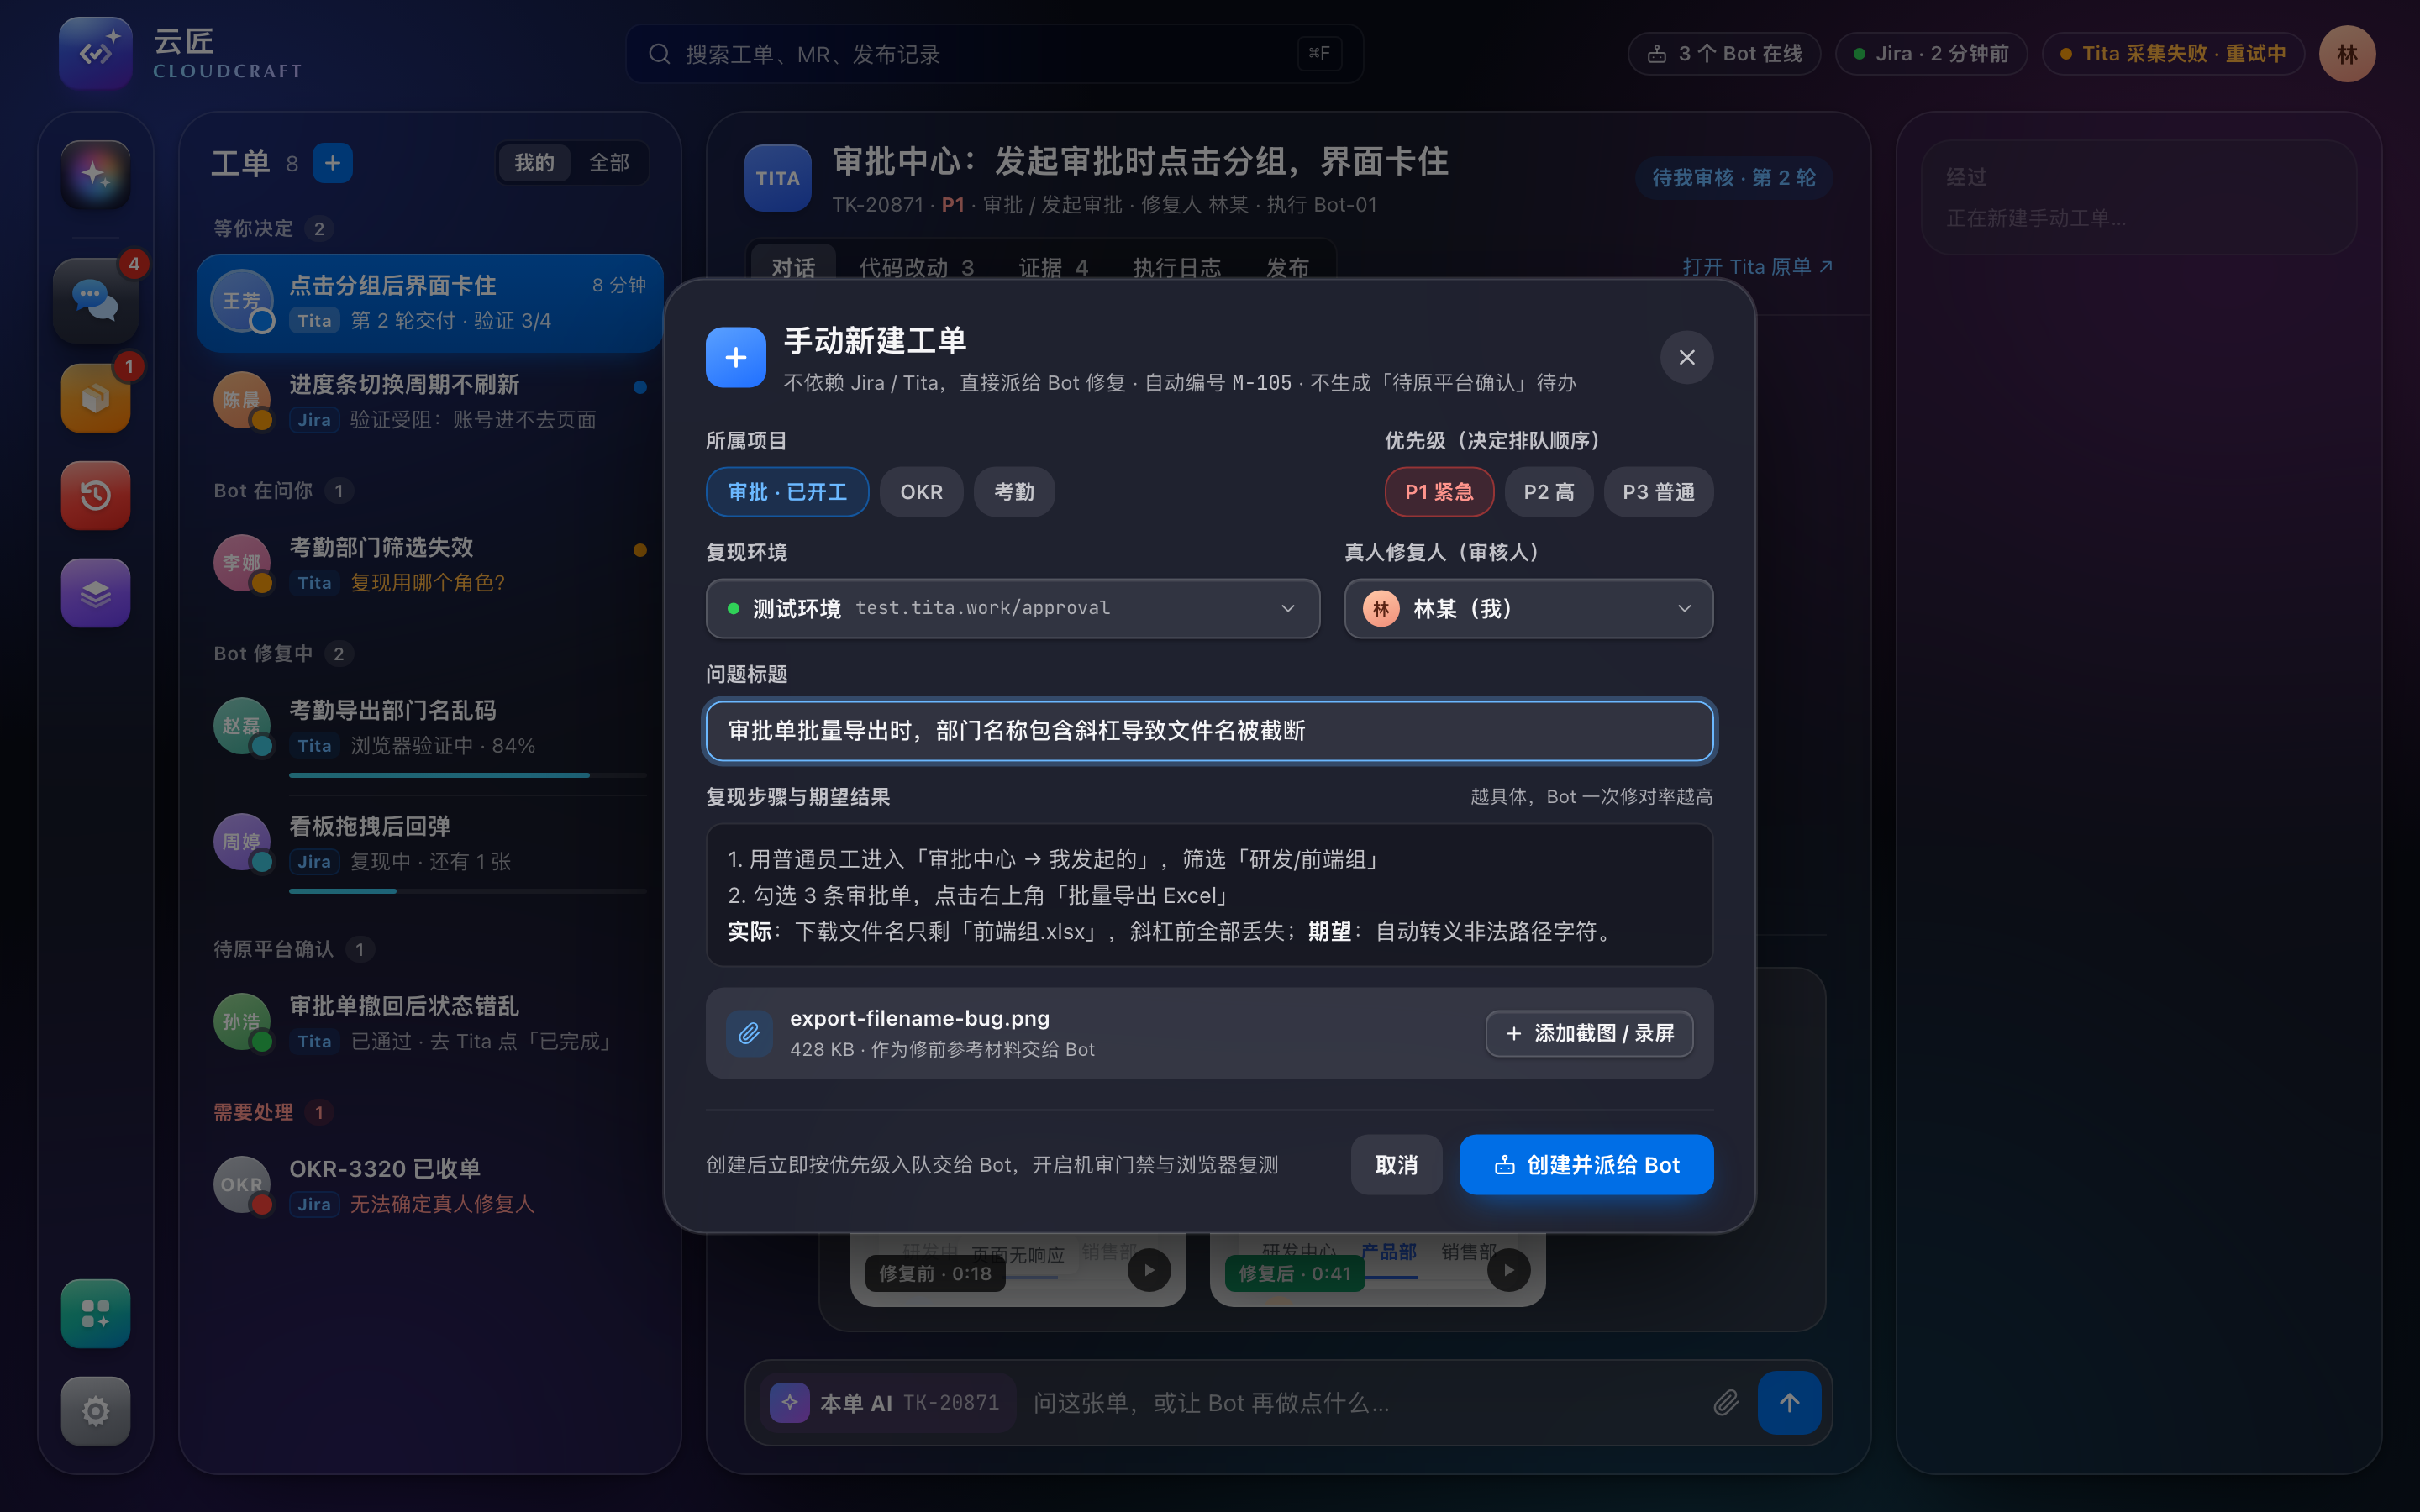 云匠
CLOUDCRAFT
搜索工单、MR、发布记录
⌘F
3 个 Bot 在线
Jira · 2 分钟前
Tita 采集失败 · 重试中
林
4
1
工单 8
我的
全部
等你决定 2
王芳
点击分组后界面卡住
8 分钟
Tita 第 2 轮交付 · 验证 3/4
陈晨
进度条切换周期不刷新
Jira 验证受阻：账号进不去页面
Bot 在问你 1
李娜
考勤部门筛选失效
Tita 复现用哪个角色?
Bot 修复中 2
赵磊
考勤导出部门名乱码
Tita 浏览器验证中 · 84%
周婷
看板拖拽后回弹
Jira 复现中 · 还有 1 张
待原平台确认 1
孙浩
审批单撤回后状态错乱
Tita 已通过 · 去 Tita 点「已完成」
需要处理 1
OKR
OKR-3320 已收单
Jira 无法确定真人修复人
TITA
审批中心：发起审批时点击分组，界面卡住
TK-20871 · P1 · 审批 / 发起审批 · 修复人 林某 · 执行 Bot-01
待我审核 · 第 2 轮
对话
代码改动 3
证据 4
执行日志
发布
打开 Tita 原单 ↗
经过
正在新建手动工单…
手动新建工单
不依赖 Jira / Tita，直接派给 Bot 修复 · 自动编号 M-105 · 不生成「待原平台确认」待办
所属项目
审批 · 已开工
OKR
考勤
优先级（决定排队顺序）
P1 紧急
P2 高
P3 普通
复现环境
测试环境 test.tita.work/approval
真人修复人（审核人）
林 林某（我）
问题标题
审批单批量导出时，部门名称包含斜杠导致文件名被截断
复现步骤与期望结果
越具体，Bot 一次修对率越高
1. 用普通员工进入「审批中心 → 我发起的」，筛选「研发/前端组」
2. 勾选 3 条审批单，点击右上角「批量导出 Excel」
实际：下载文件名只剩「前端组.xlsx」，斜杠前全部丢失；期望：自动转义非法路径字符。
export-filename-bug.png
428 KB · 作为修前参考材料交给 Bot
添加截图 / 录屏
创建后立即按优先级入队交给 Bot，开启机审门禁与浏览器复测
取消
创建并派给 Bot
研发中 页面无响应 销售部
修复前 · 0:18
研发中心 产品部 销售部
修复后 · 0:41
本单 AI TK-20871
问这张单，或让 Bot 再做点什么…